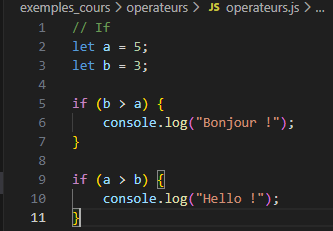 exemples_cours > operateurs > JS operateurs.js > ...
1 // If
2 let a = 5;
3 let b = 3;
4
5 if (b > a) {
6 console.log("Bonjour !");
7 }
8
9 if (a > b) {
10 console.log("Hello !");
11 }